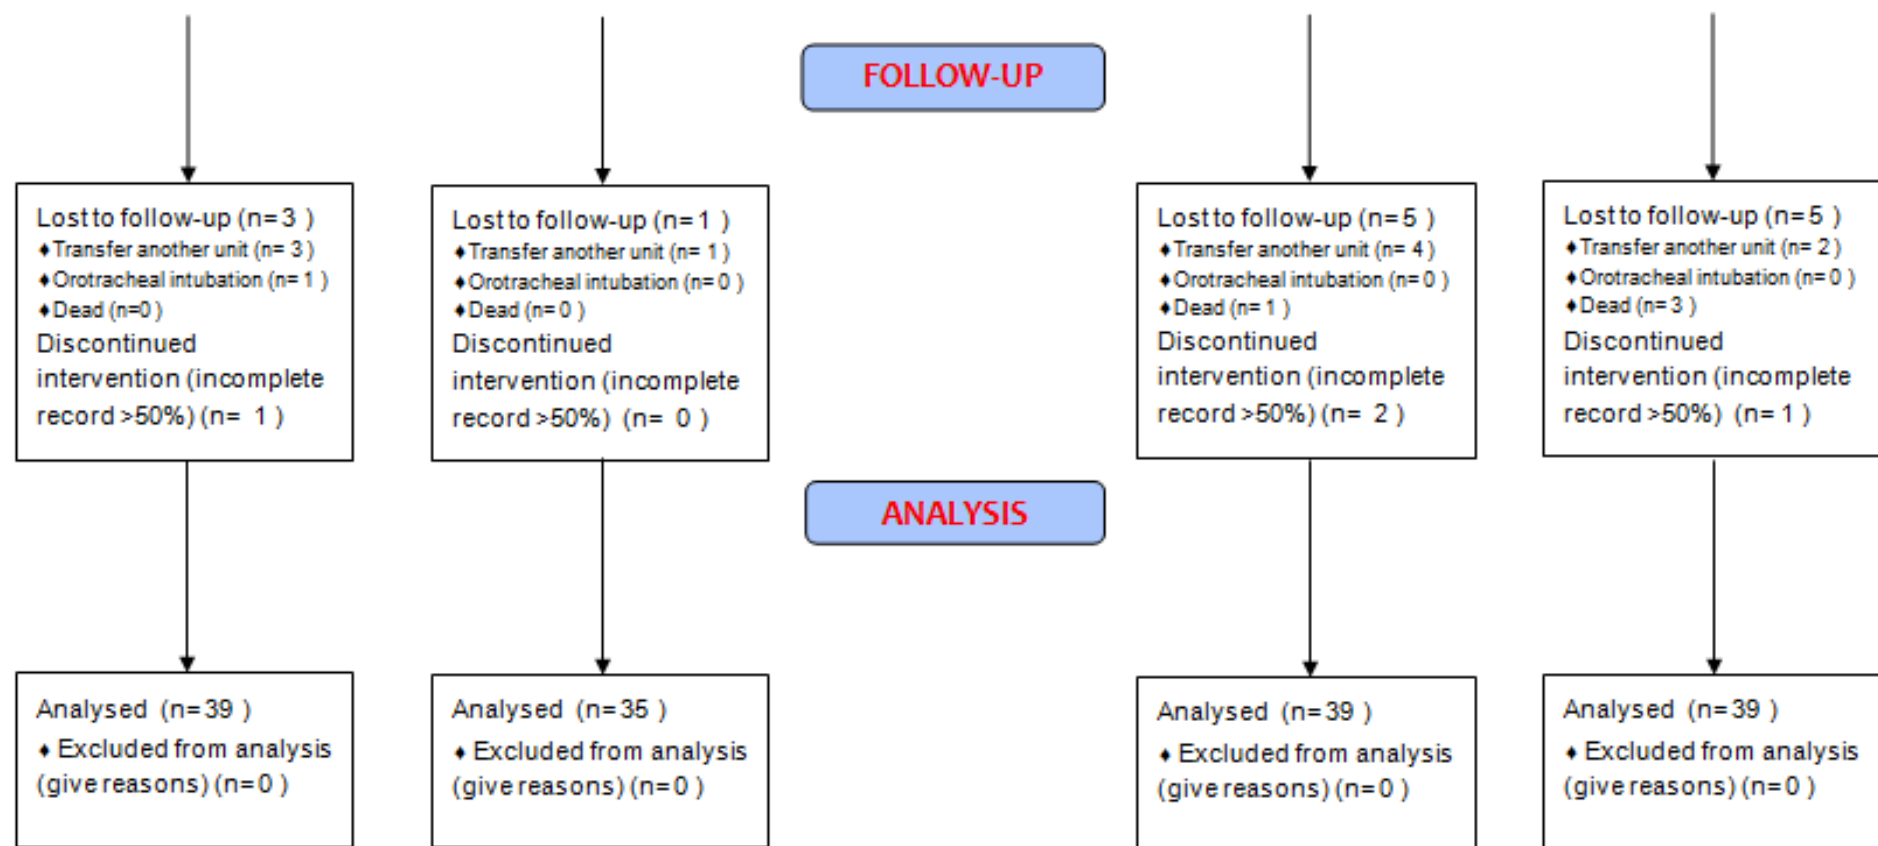 FOLLOW-UP
Lost to follow-up (n= 3 )
♦Transfer another unit (n= 3 )
♦Orotracheal intubation (n= 1 )
♦Dead (n=0 )
Discontinued
intervention (incomplete
record >50%) (n= 1 )
Lost to follow-up (n= 1 )
♦Transfer another unit (n= 1 )
♦Orotracheal intubation (n= 0 )
♦Dead (n= 0 )
Discontinued
intervention (incomplete
record >50%) (n= 0 )
Lost to follow-up (n= 5 )
♦Transfer another unit (n= 4 )
♦Orotracheal intubation (n= 0 )
♦Dead (n= 1 )
Discontinued
intervention (incomplete
record >50%) (n= 2 )
Lost to follow-up (n= 5 )
♦Transfer another unit (n= 2 )
♦Orotracheal intubation (n= 0 )
♦Dead (n= 3 )
Discontinued
intervention (incomplete
record >50%) (n= 1 )
ANALYSIS
Analysed (n=39 )
♦ Excluded from analysis
(give reasons) (n=0 )
Analysed (n=35 )
♦ Excluded from analysis
(give reasons) (n=0 )
Analysed (n=39 )
♦ Excluded from analysis
(give reasons) (n=0 )
Analysed (n=39 )
♦ Excluded from analysis
(give reasons) (n=0 )